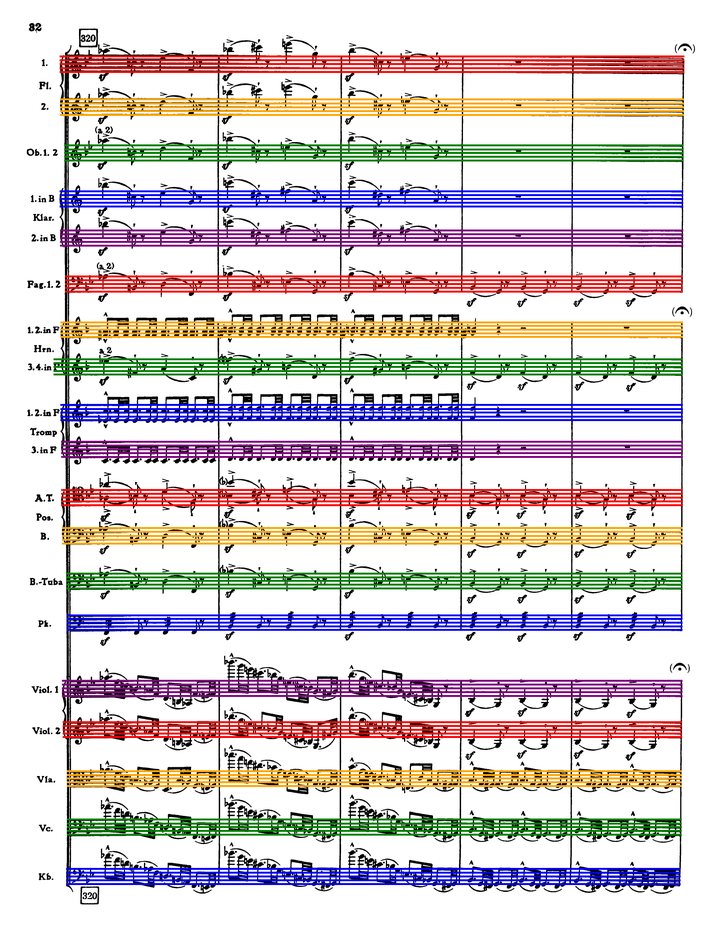 32
320
1.
Fl.
2.
(a 2)
Ob.1. 2
1. in B
Klar.
2. in B
(a 2)
Fag.1. 2
1. 2. in F
Hrn.
a 2
3. 4. in F
1. 2. in F
Tromp
3. in F
A. T.
Pos.
B.
B.-Tuba
Pk.
Viol. 1
Viol. 2
Vla.
Vc.
Kb.
320